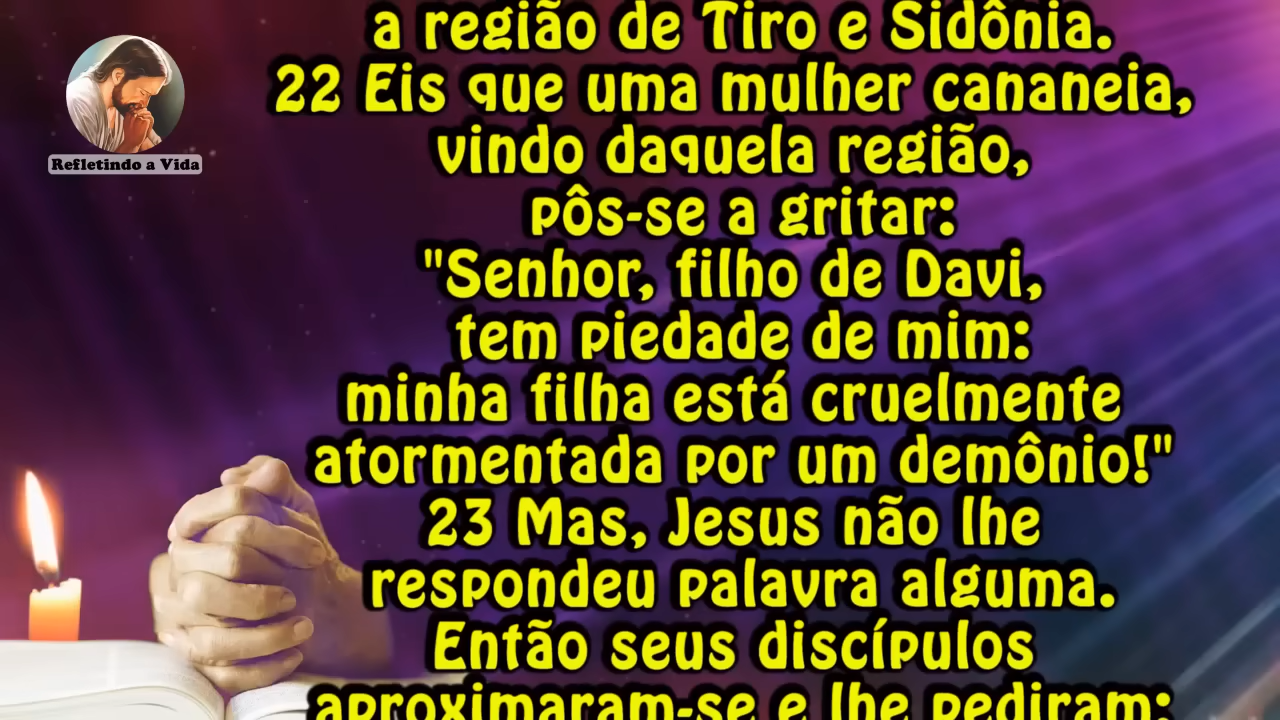 a região de Tiro e Sidônia.
22 Eis que uma mulher cananeia,
vindo daquela região,
pôs-se a gritar:
"Senhor, filho de Davi,
tem piedade de mim:
minha filha está cruelmente
atormentada por um demônio!"
23 Mas, Jesus não lhe
respondeu palavra alguma.
Então seus discípulos
aproximaram-se e lhe pediram:
Refletindo a Vida